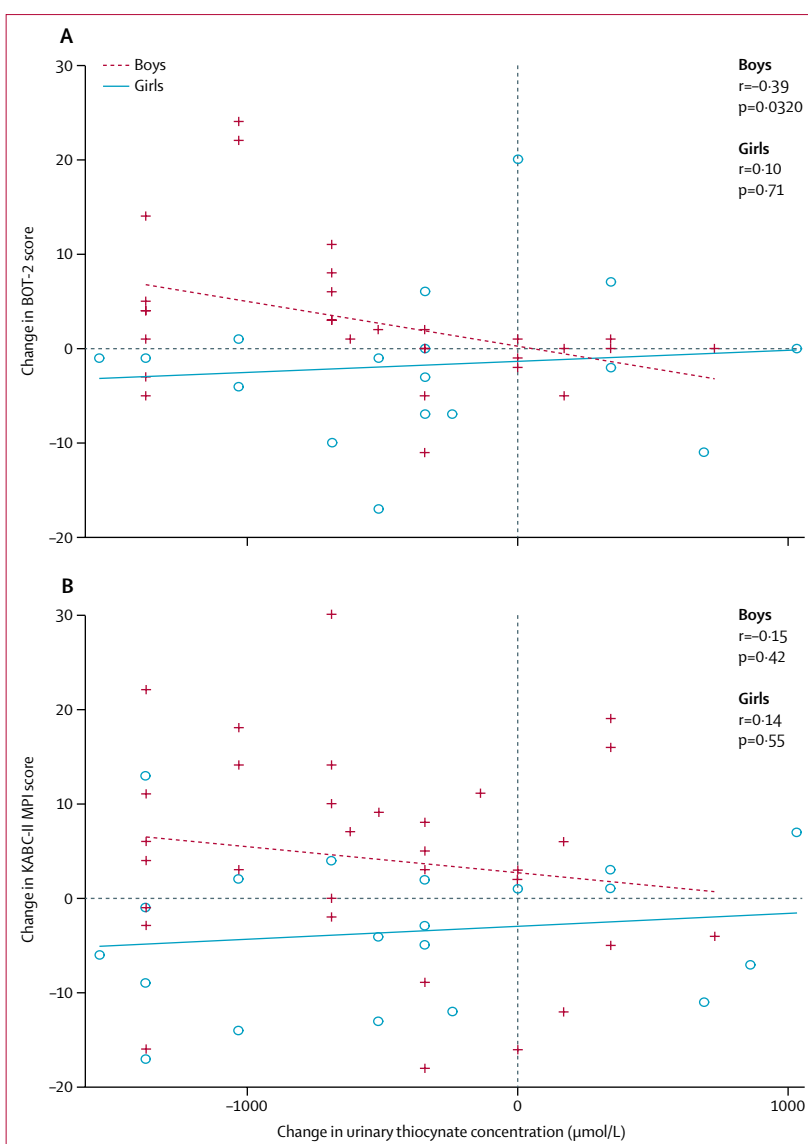 A
30
20
10
0
−10
−20
Change in BOT-2 score
Boys
Girls
Boys
r=−0·39
p=0·0320
Girls
r=0·10
p=0·71
B
30
20
10
0
−10
−20
Change in KABC-II MPI score
Boys
r=−0·15
p=0·42
Girls
r=0·14
p=0·55
−1000
0
1000
Change in urinary thiocynate concentration (μmol/L)